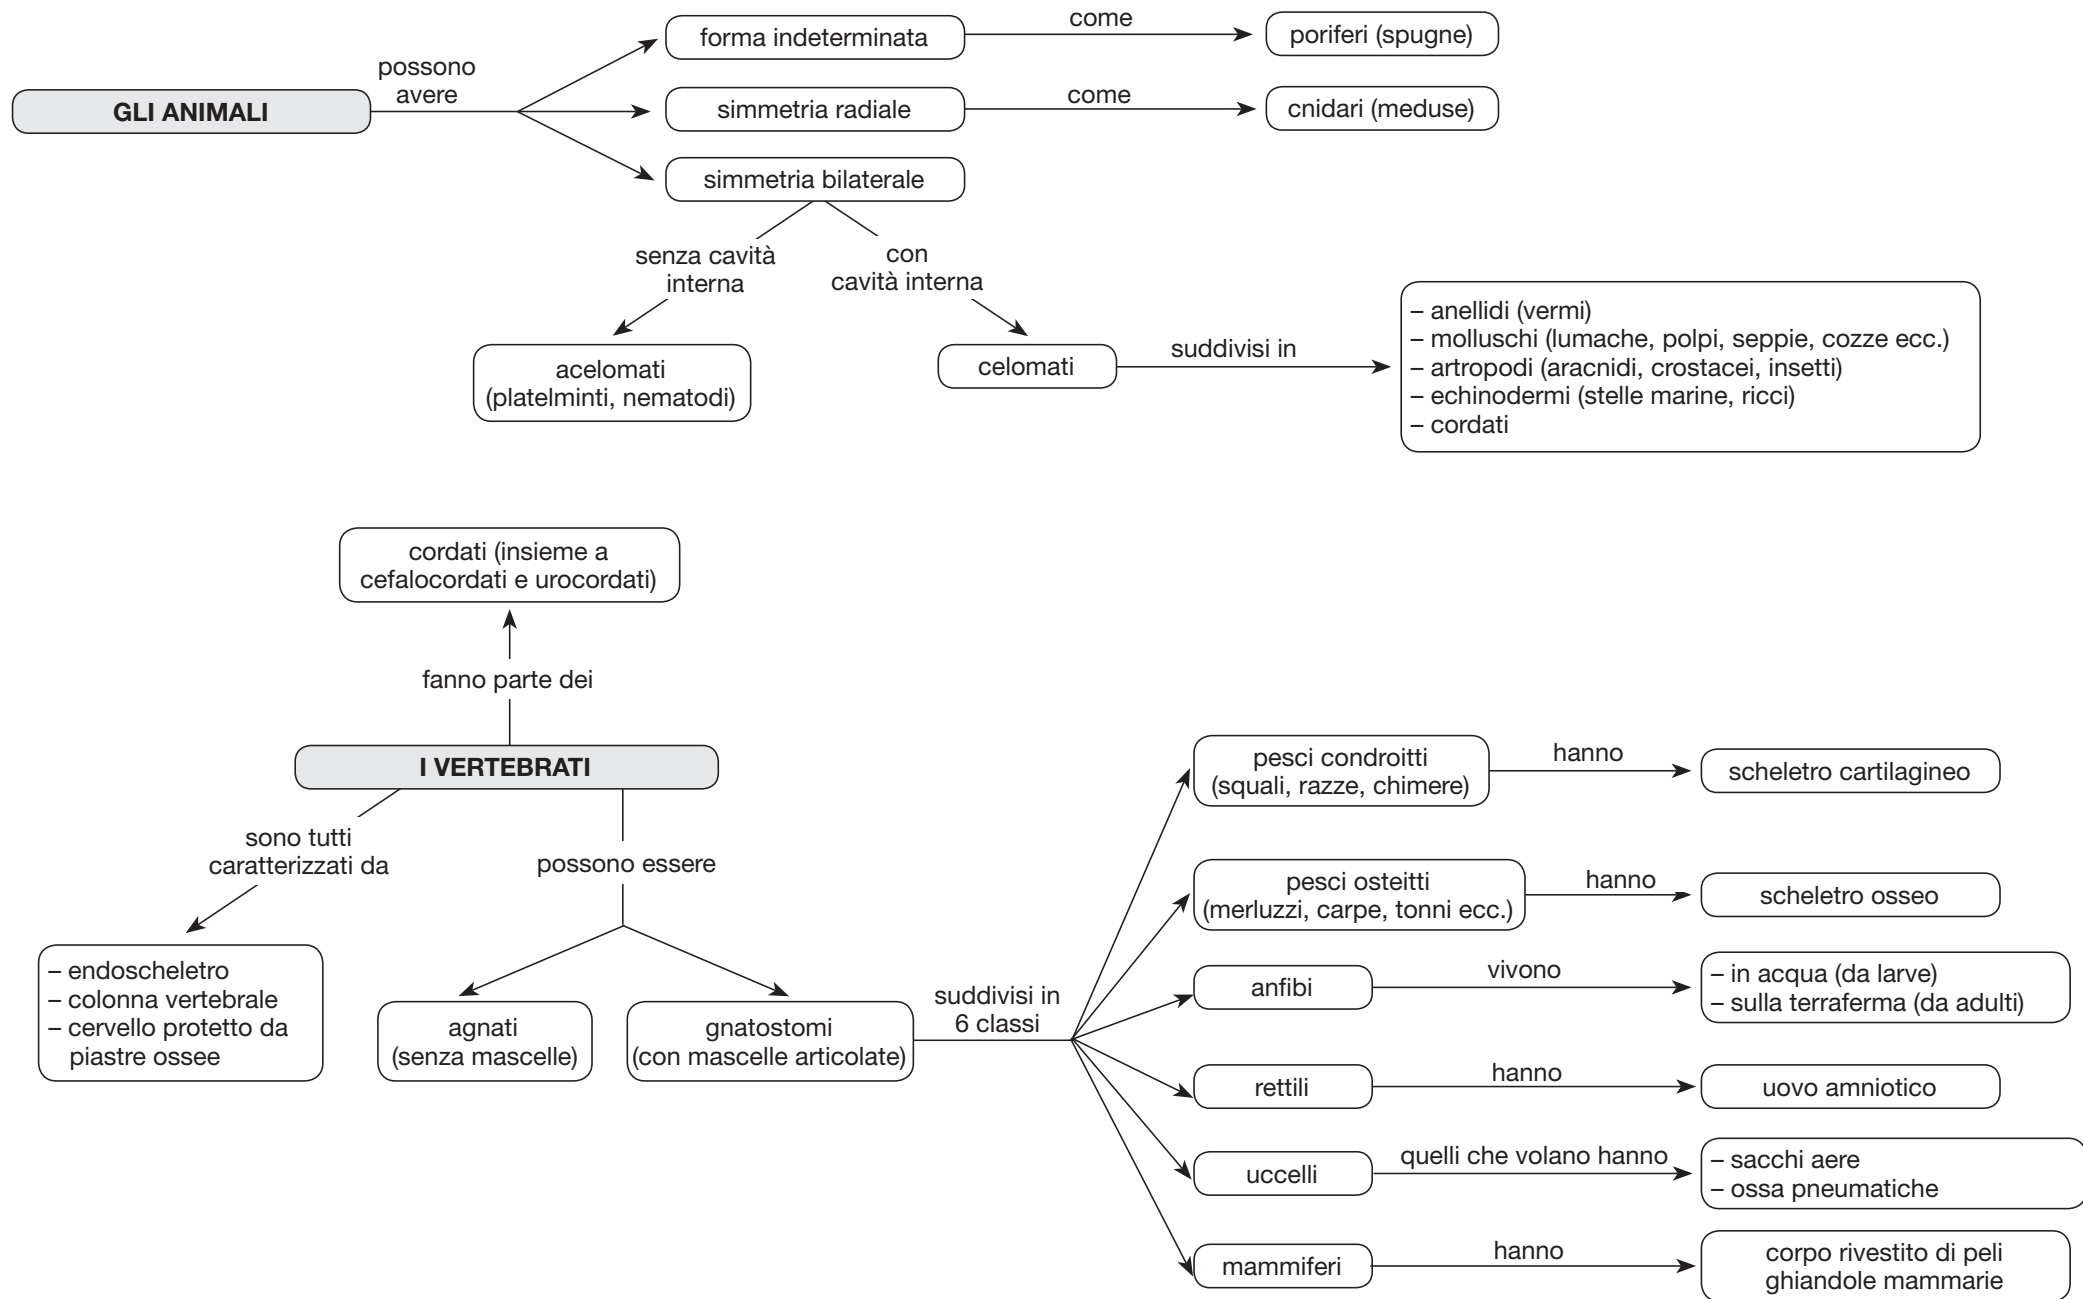 GLI ANIMALI
possono
avere
forma indeterminata
come
poriferi (spugne)
simmetria radiale
come
cnidari (meduse)
simmetria bilaterale
senza cavità
interna
con
cavità interna
acelomati
(platelminti, nematodi)
celomati
suddivisi in
– anellidi (vermi)
– molluschi (lumache, polpi, seppie, cozze ecc.)
– artropodi (aracnidi, crostacei, insetti)
– echinodermi (stelle marine, ricci)
– cordati
cordati (insieme a
cefalocordati e urocordati)
fanno parte dei
I VERTEBRATI
sono tutti
caratterizzati da
possono essere
– endoscheletro
– colonna vertebrale
– cervello protetto da
piastre ossee
agnati
(senza mascelle)
gnatostomi
(con mascelle articolate)
suddivisi in
6 classi
pesci condroitti
(squali, razze, chimere)
hanno
scheletro cartilagineo
pesci osteitti
(merluzzi, carpe, tonni ecc.)
hanno
scheletro osseo
anfibi
vivono
– in acqua (da larve)
– sulla terraferma (da adulti)
rettili
hanno
uovo amniotico
uccelli
quelli che volano hanno
– sacchi aere
– ossa pneumatiche
mammiferi
hanno
corpo rivestito di peli
ghiandole mammarie